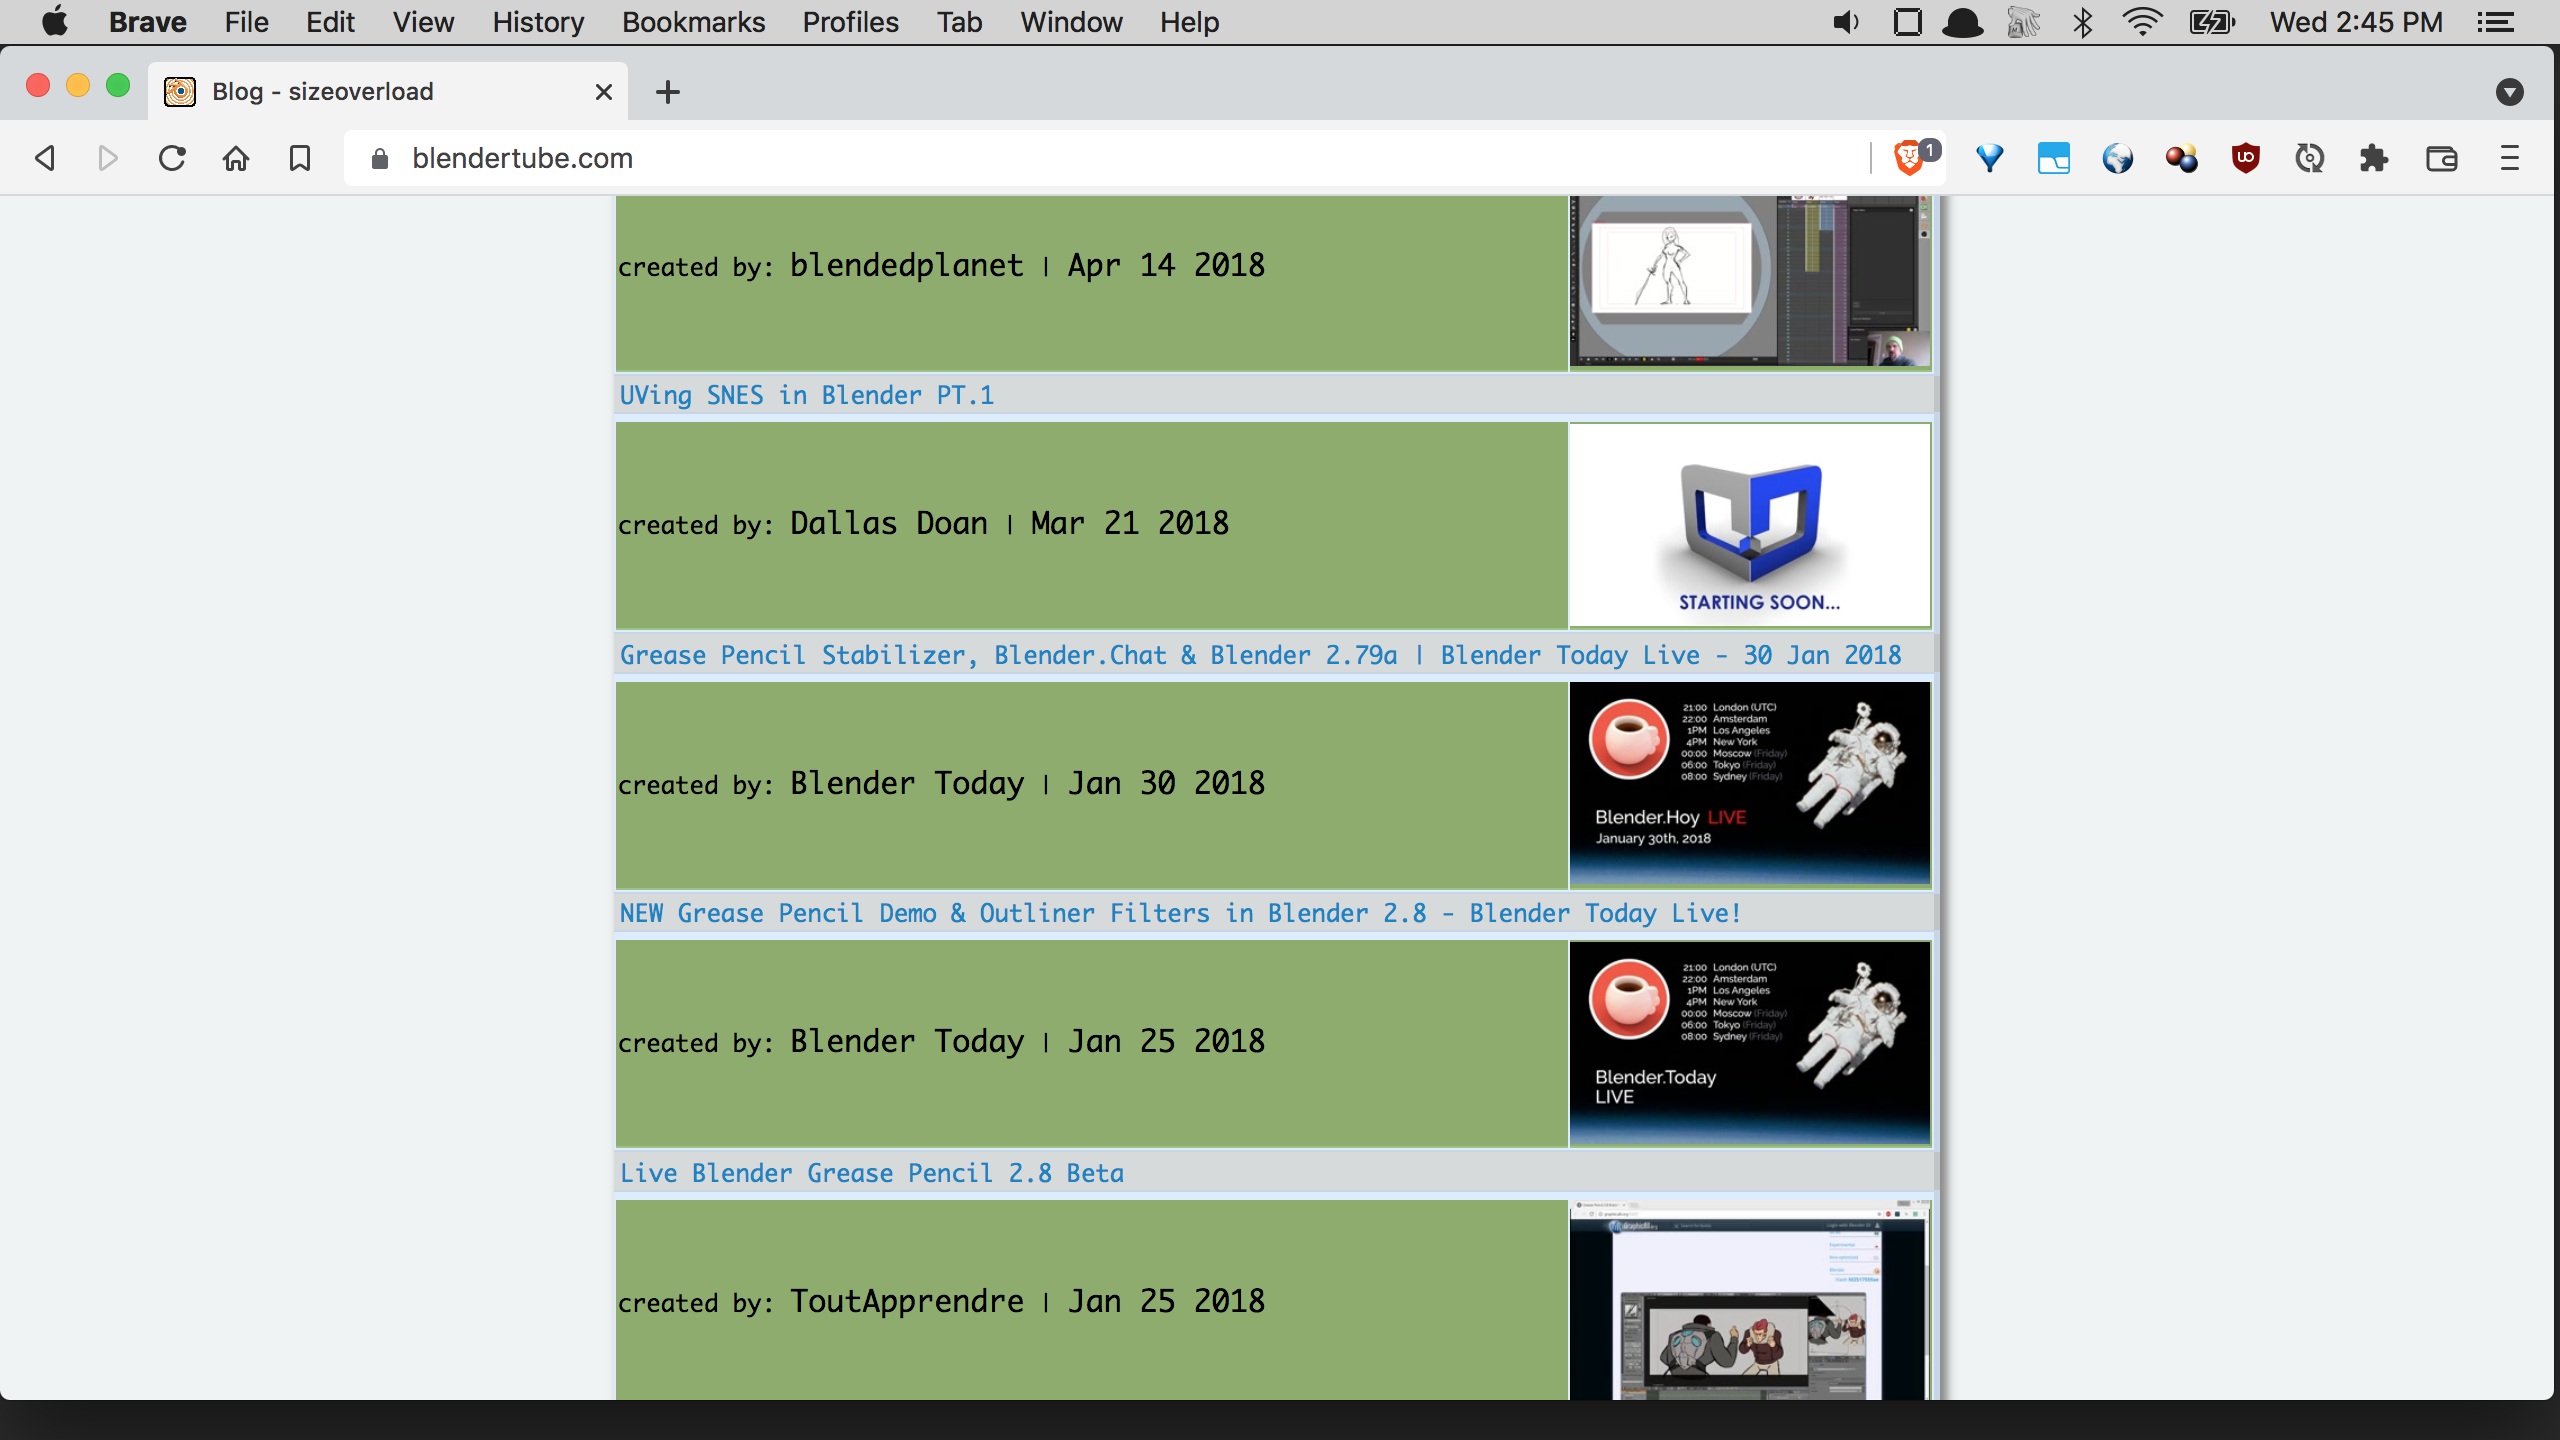 Brave File Edit View History Bookmarks Profiles Tab Window Help Wed 2:45 PM
Blog - sizeoverload
blendertube.com 1
created by: blendedplanet | Apr 14 2018
UVing SNES in Blender PT.1
created by: Dallas Doan | Mar 21 2018
STARTING SOON...
Grease Pencil Stabilizer, Blender.Chat & Blender 2.79a | Blender Today Live - 30 Jan 2018
21:00 London (UTC)
22:00 Amsterdam
1PM Los Angeles
4PM New York
00:00 Moscow (Friday)
06:00 Tokyo (Friday)
08:00 Sydney (Friday)
created by: Blender Today | Jan 30 2018
Blender.Hoy LIVE
January 30th, 2018
NEW Grease Pencil Demo & Outliner Filters in Blender 2.8 - Blender Today Live!
21:00 London (UTC)
22:00 Amsterdam
1PM Los Angeles
4PM New York
00:00 Moscow (Friday)
06:00 Tokyo (Friday)
08:00 Sydney (Friday)
created by: Blender Today | Jan 25 2018
Blender.Today
LIVE
Live Blender Grease Pencil 2.8 Beta
created by: ToutApprendre | Jan 25 2018